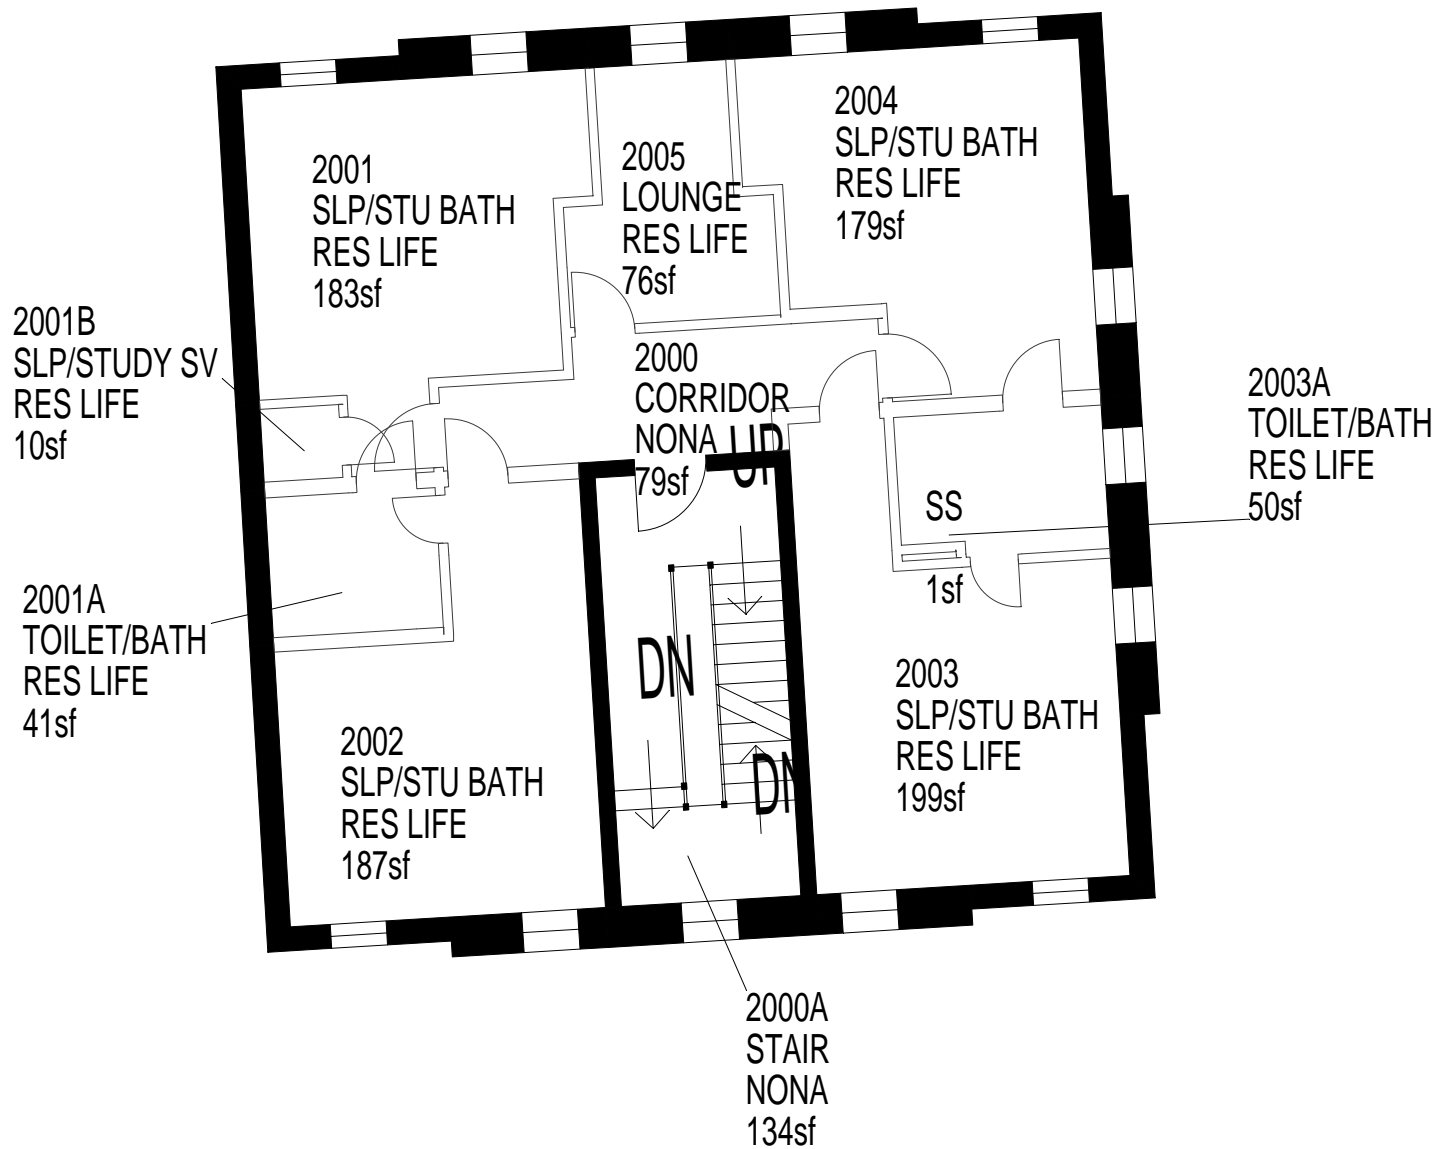 2001
SLP/STU BATH
RES LIFE
183sf
2005
LOUNGE
RES LIFE
76sf
2004
SLP/STU BATH
RES LIFE
179sf
2001B
SLP/STUDY SV
RES LIFE
10sf
2000
CORRIDOR
NONA
79sf
UP
2003A
TOILET/BATH
RES LIFE
50sf
SS
1sf
2001A
TOILET/BATH
RES LIFE
41sf
DN
DN
2003
SLP/STU BATH
RES LIFE
199sf
2002
SLP/STU BATH
RES LIFE
187sf
2000A
STAIR
NONA
134sf